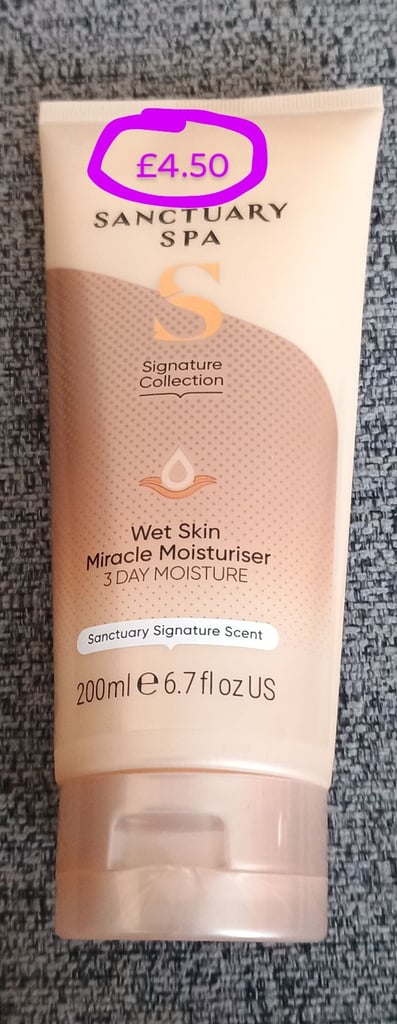 £4.50
SANCTUARY
SPA
S
Signature
Collection
Wet Skin
Miracle Moisturiser
3 DAY MOISTURE
Sanctuary Signature Scent
200ml e 6.7 fl oz US